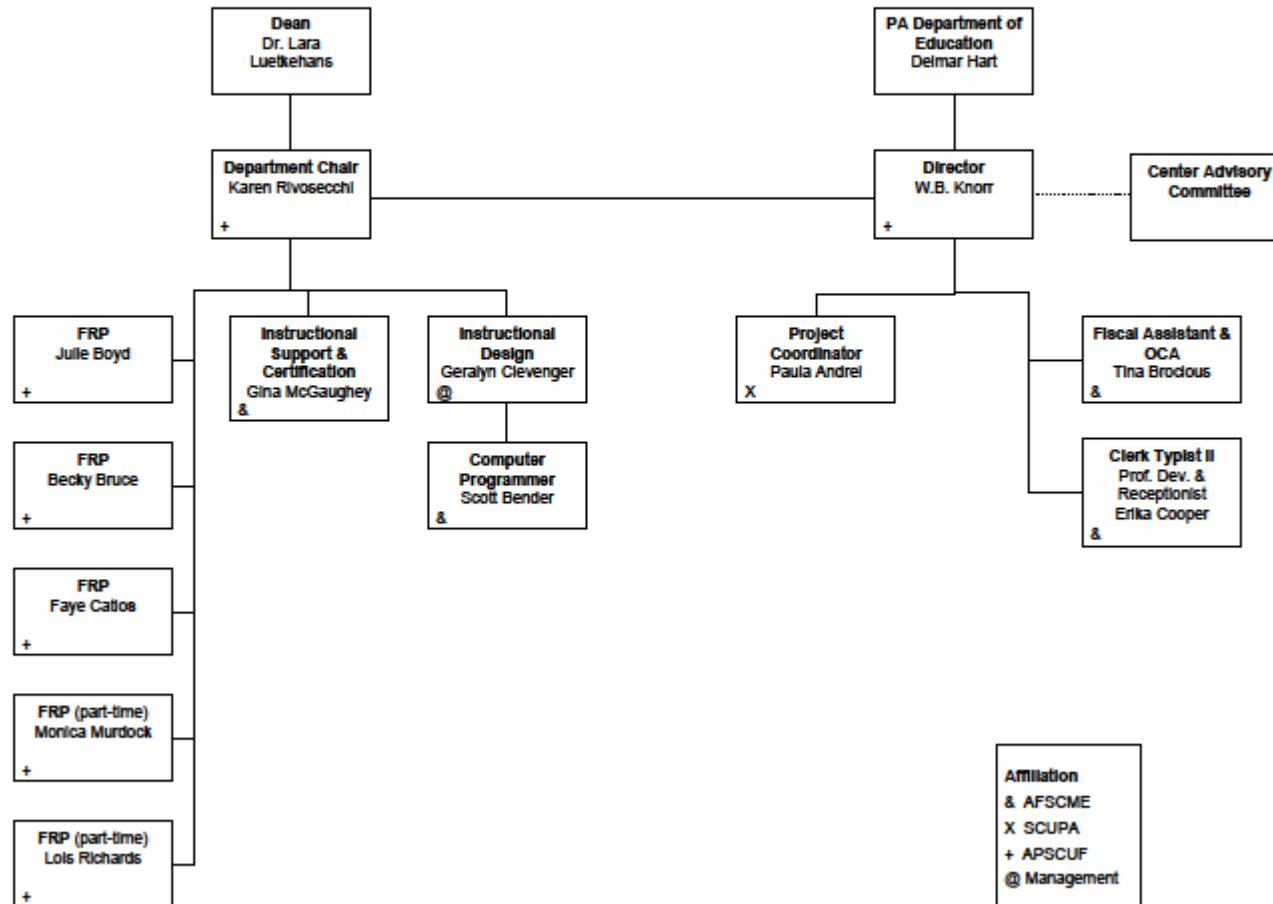 Dean
Dr. Lara
Luetkehans
PA Department of
Education
Delmar Hart
Department Chair
Karen Rivosecchi
+
Director
W.B. Knorr
+
Center Advisory
Committee
FRP
Julie Boyd
+
Instructional
Support &
Certification
Gina McGaughey
&
Instructional
Design
Geralyn Clevenger
@
Project
Coordinator
Paula Andrei
X
Fiscal Assistant &
OCA
Tina Brocious
&
FRP
Becky Bruce
+
Computer
Programmer
Scott Bender
&
Clerk Typist II
Prof. Dev. &
Receptionist
Erika Cooper
&
FRP
Faye Catlos
+
FRP (part-time)
Monica Murdock
+
FRP (part-time)
Lois Richards
+
Affiliation
& AFSCME
X SCUPA
+ APSCUF
@ Management